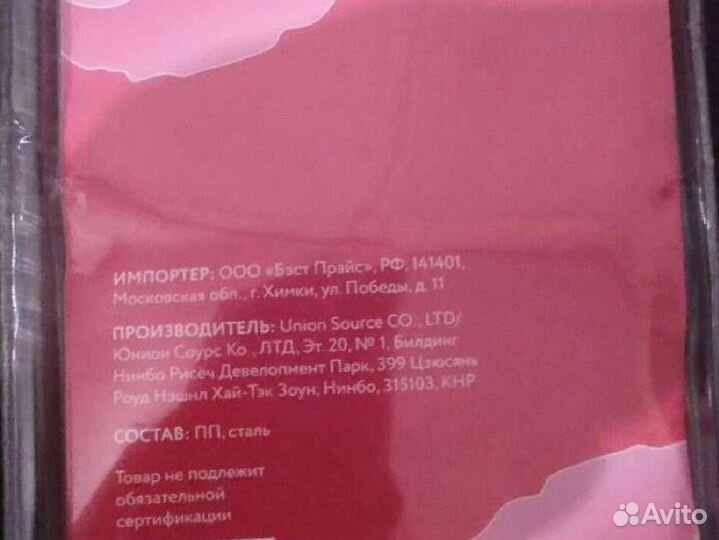 ИМПОРТЕР: ООО «Бэст Прайс», РФ, 141401,
Московская обл., г. Химки, ул. Победы, д. 11
ПРОИЗВОДИТЕЛЬ: Union Source CO., LTD/
Юнион Соурс Ко., ЛТД, Эт. 20, № 1, Билдинг
Нинбо Рисёч Девелопмент Парк, 399 Цзюсянь
Роуд Нэшнл Хай-Тэк Зоун, Нинбо, 315103, КНР
СОСТАВ: ПП, сталь
Товар не подлежит
обязательной
сертификации
Avito